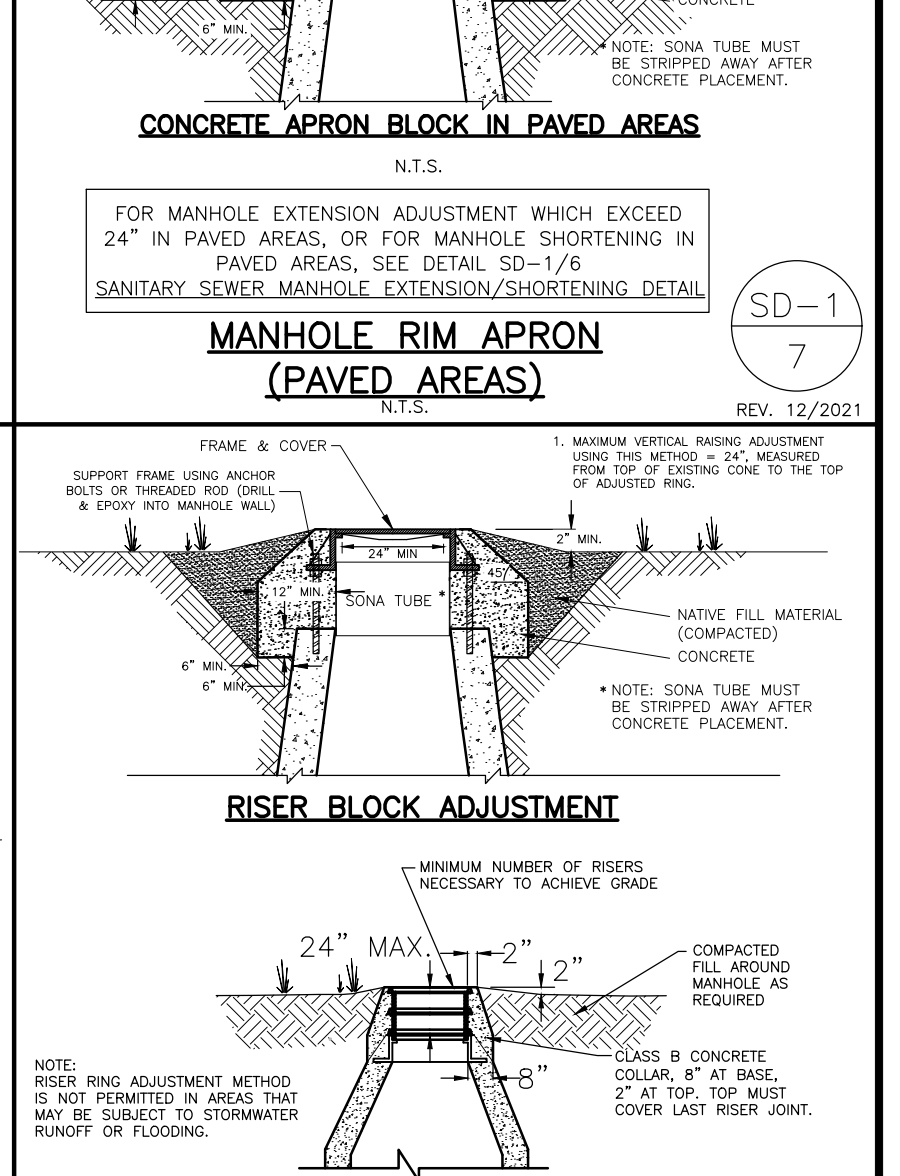 CONCRETE
6" MIN.
* NOTE: SONA TUBE MUST
BE STRIPPED AWAY AFTER
CONCRETE PLACEMENT.
CONCRETE APRON BLOCK IN PAVED AREAS
N.T.S.
FOR MANHOLE EXTENSION ADJUSTMENT WHICH EXCEED
24" IN PAVED AREAS, OR FOR MANHOLE SHORTENING IN
PAVED AREAS, SEE DETAIL SD-1/6
SANITARY SEWER MANHOLE EXTENSION/SHORTENING DETAIL
MANHOLE RIM APRON
(PAVED AREAS)
N.T.S.
SD-1
7
REV. 12/2021
FRAME & COVER
1. MAXIMUM VERTICAL RAISING ADJUSTMENT
USING THIS METHOD = 24", MEASURED
FROM TOP OF EXISTING CONE TO THE TOP
OF ADJUSTED RING.
SUPPORT FRAME USING ANCHOR
BOLTS OR THREADED ROD (DRILL
& EPOXY INTO MANHOLE WALL)
2" MIN.
24" MIN
45°
12" MIN.
SONA TUBE *
NATIVE FILL MATERIAL
(COMPACTED)
CONCRETE
6" MIN.
6" MIN.
* NOTE: SONA TUBE MUST
BE STRIPPED AWAY AFTER
CONCRETE PLACEMENT.
RISER BLOCK ADJUSTMENT
MINIMUM NUMBER OF RISERS
NECESSARY TO ACHIEVE GRADE
24" MAX.
2"
2"
COMPACTED
FILL AROUND
MANHOLE AS
REQUIRED
CLASS B CONCRETE
COLLAR, 8" AT BASE,
2" AT TOP. TOP MUST
COVER LAST RISER JOINT.
8"
NOTE:
RISER RING ADJUSTMENT METHOD
IS NOT PERMITTED IN AREAS THAT
MAY BE SUBJECT TO STORMWATER
RUNOFF OR FLOODING.